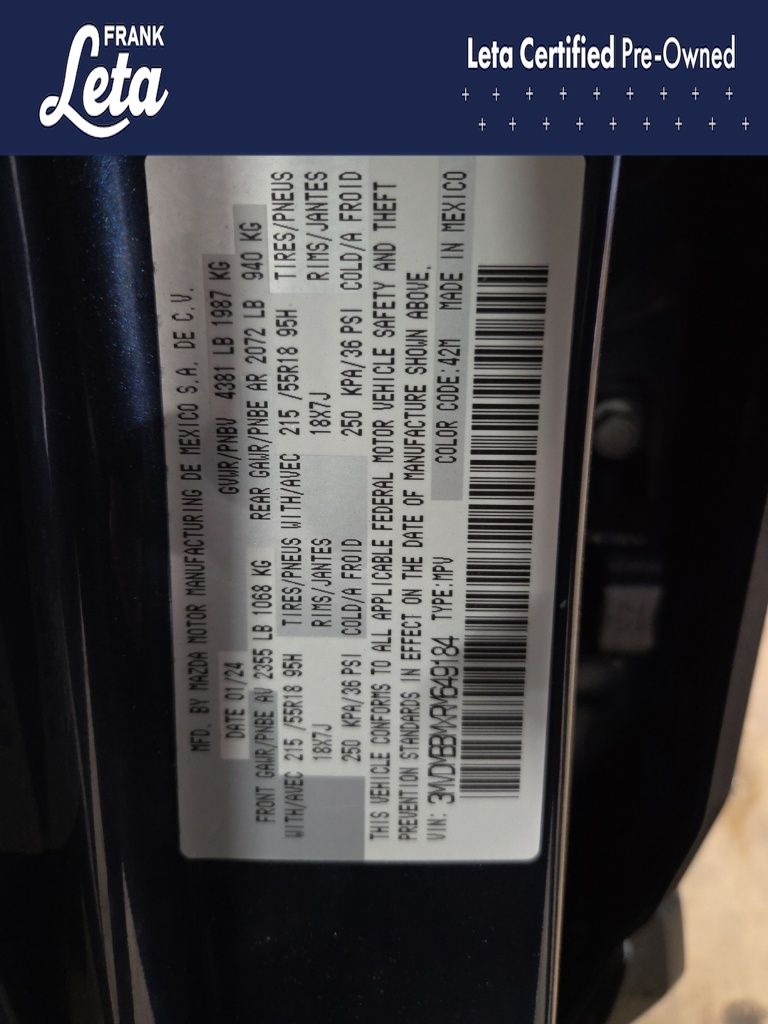 FRANK
Leta
Leta Certified Pre-Owned
MFD. BY MAZDA MOTOR MANUFACTURING DE MEXICO S.A. DE C.V.
DATE 01/24 GVWR/PNBV 4381 LB 1987 KG
FRONT GAWR/PNBE AV 2355 LB 1068 KG REAR GAWR/PNBE AR 2072 LB 940 KG
WITH/AVEC 215 /55R18 95H TIRES/PNEUS WITH/AVEC 215 /55R18 95H TIRES/PNEUS
18X7J RIMS/JANTES 18X7J RIMS/JANTES
250 KPA/36 PSI COLD/A FROID 250 KPA/36 PSI COLD/A FROID
THIS VEHICLE CONFORMS TO ALL APPLICABLE FEDERAL MOTOR VEHICLE SAFETY AND THEFT
PREVENTION STANDARDS IN EFFECT ON THE DATE OF MANUFACTURE SHOWN ABOVE.
VIN: 3MVDMBBMXRM649184 TYPE:MPV COLOR CODE:42M MADE IN MEXICO